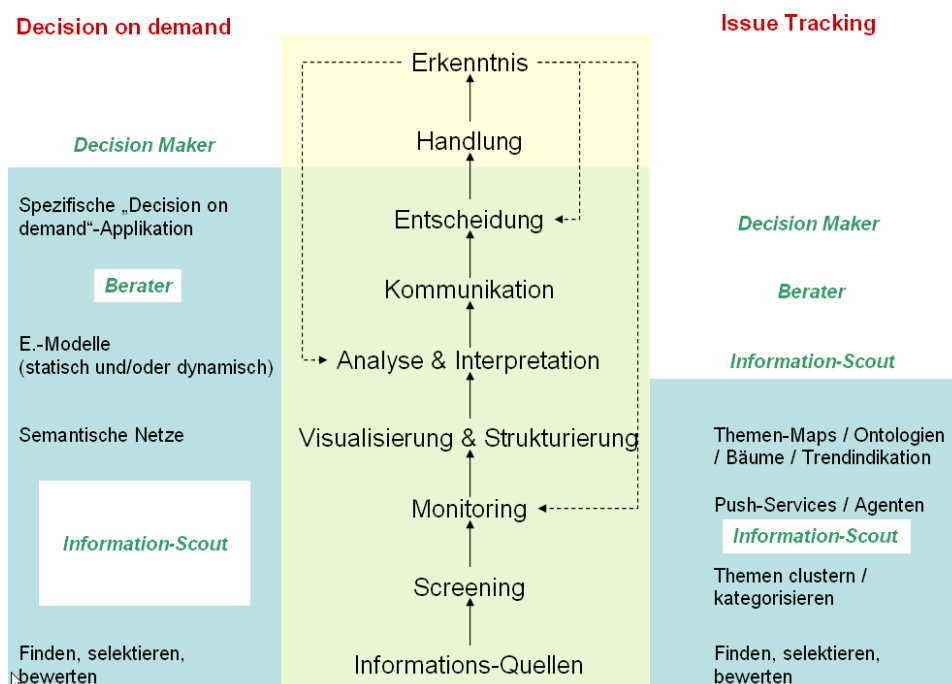 Decision on demand
Decision Maker
Spezifische „Decision on
demand“-Applikation
Berater
E.-Modelle
(statisch und/oder dynamisch)
Semantische Netze
Information-Scout
Finden, selektieren,
bewerten
Erkenntnis
Handlung
Entscheidung
Kommunikation
Analyse & Interpretation
Visualisierung & Strukturierung
Monitoring
Screening
Informations-Quellen
Issue Tracking
Decision Maker
Berater
Information-Scout
Themen-Maps / Ontologien
/ Bäume / Trendindikation
Push-Services / Agenten
Information-Scout
Themen clustern /
kategorisieren
Finden, selektieren,
bewerten